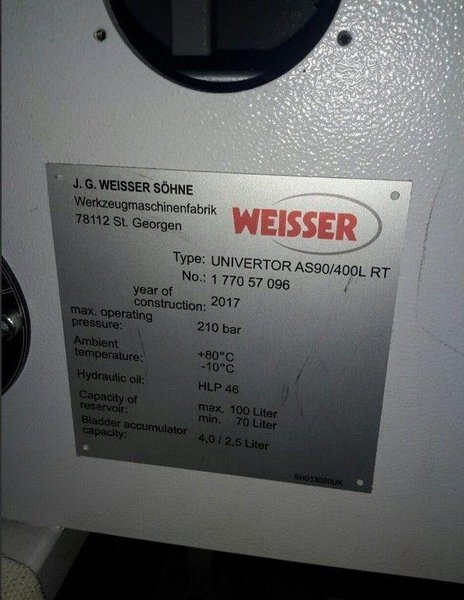 J. G. WEISSER SÖHNE
Werkzeugmaschinenfabrik
78112 St. Georgen
WEISSER
Type: UNIVERTOR AS90/400L RT
No.: 1 770 57 096
year of
construction: 2017
max. operating
pressure: 210 bar
Ambient
temperature: +80°C
-10°C
Hydraulic oil: HLP 46
Capacity of
reservoir: max. 100 Liter
min. 70 Liter
Bladder accumulator
capacity: 4,0 / 2,5 Liter
SH013020UK